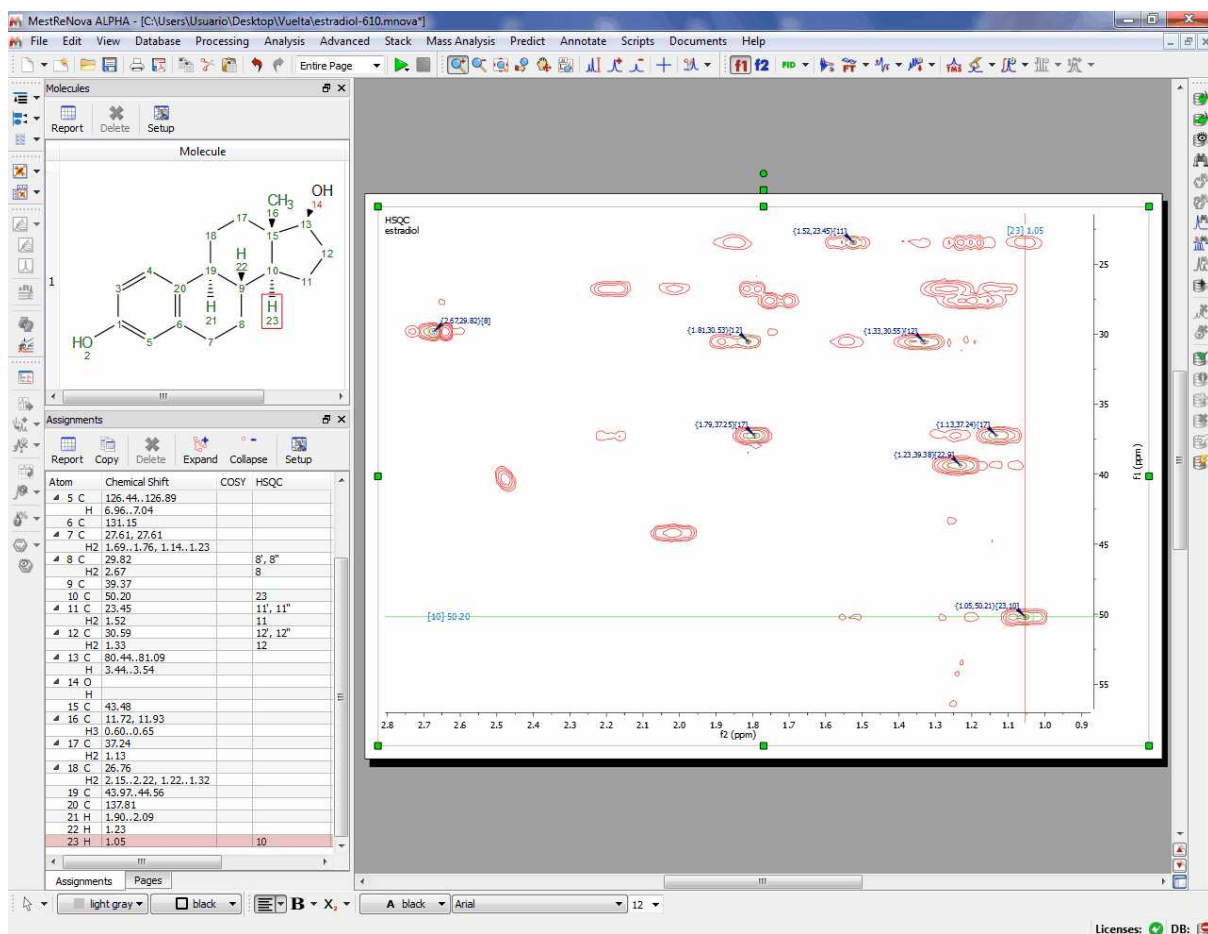 MestReNova ALPHA - [C:\Users\Usuario\Desktop\Vuelta\estradiol-610.mnova*]
File Edit View Database Processing Analysis Advanced Stack Mass Analysis Predict Annotate Scripts Documents Help
Entire Page f1 f2 FID FT TMS
Molecules
Report Delete Setup
Molecule
1
OH
14
CH3
16
17
13
18
15
12
H
22
4
19
10
3
20
9
11
H
21
H
23
1
6
8
HO
2
5
7
Assignments
Report Copy Delete Expand Collapse Setup
Atom Chemical Shift COSY HSQC
5 C 126.44..126.89
H 6.96..7.04
6 C 131.15
7 C 27.61, 27.61
H2 1.69..1.76, 1.14..1.23
8 C 29.82 8', 8"
H2 2.67 8
9 C 39.37
10 C 50.20 23
11 C 23.45 11', 11"
H2 1.52 11
12 C 30.59 12', 12"
H2 1.33 12
13 C 80.44..81.09
H 3.44..3.54
14 O
H
15 C 43.48
16 C 11.72, 11.93
H3 0.60..0.65
17 C 37.24
H2 1.13
18 C 26.76
H2 2.15..2.22, 1.22..1.32
19 C 43.97..44.56
20 C 137.81
21 H 1.90..2.09
22 H 1.23
23 H 1.05 10
Assignments Pages
HSQC
estradiol
{1.52,23.45}[11]
[23] 1.05
{2.67,29.82}[8]
{1.81,30.53}[12]
{1.33,30.55}[12]
{1.79,37.25}[17]
{1.13,37.24}[17]
{1.23,39.38}[22,9]
{1.05,50.21}[23,10]
[10] 50.20
25
30
35
40
45
50
55
f1 (ppm)
2.8 2.7 2.6 2.5 2.4 2.3 2.2 2.1 2.0 1.9 1.8 1.7 1.6 1.5 1.4 1.3 1.2 1.1 1.0 0.9
f2 (ppm)
light gray black B X2 A black Arial 12
Licenses: DB: